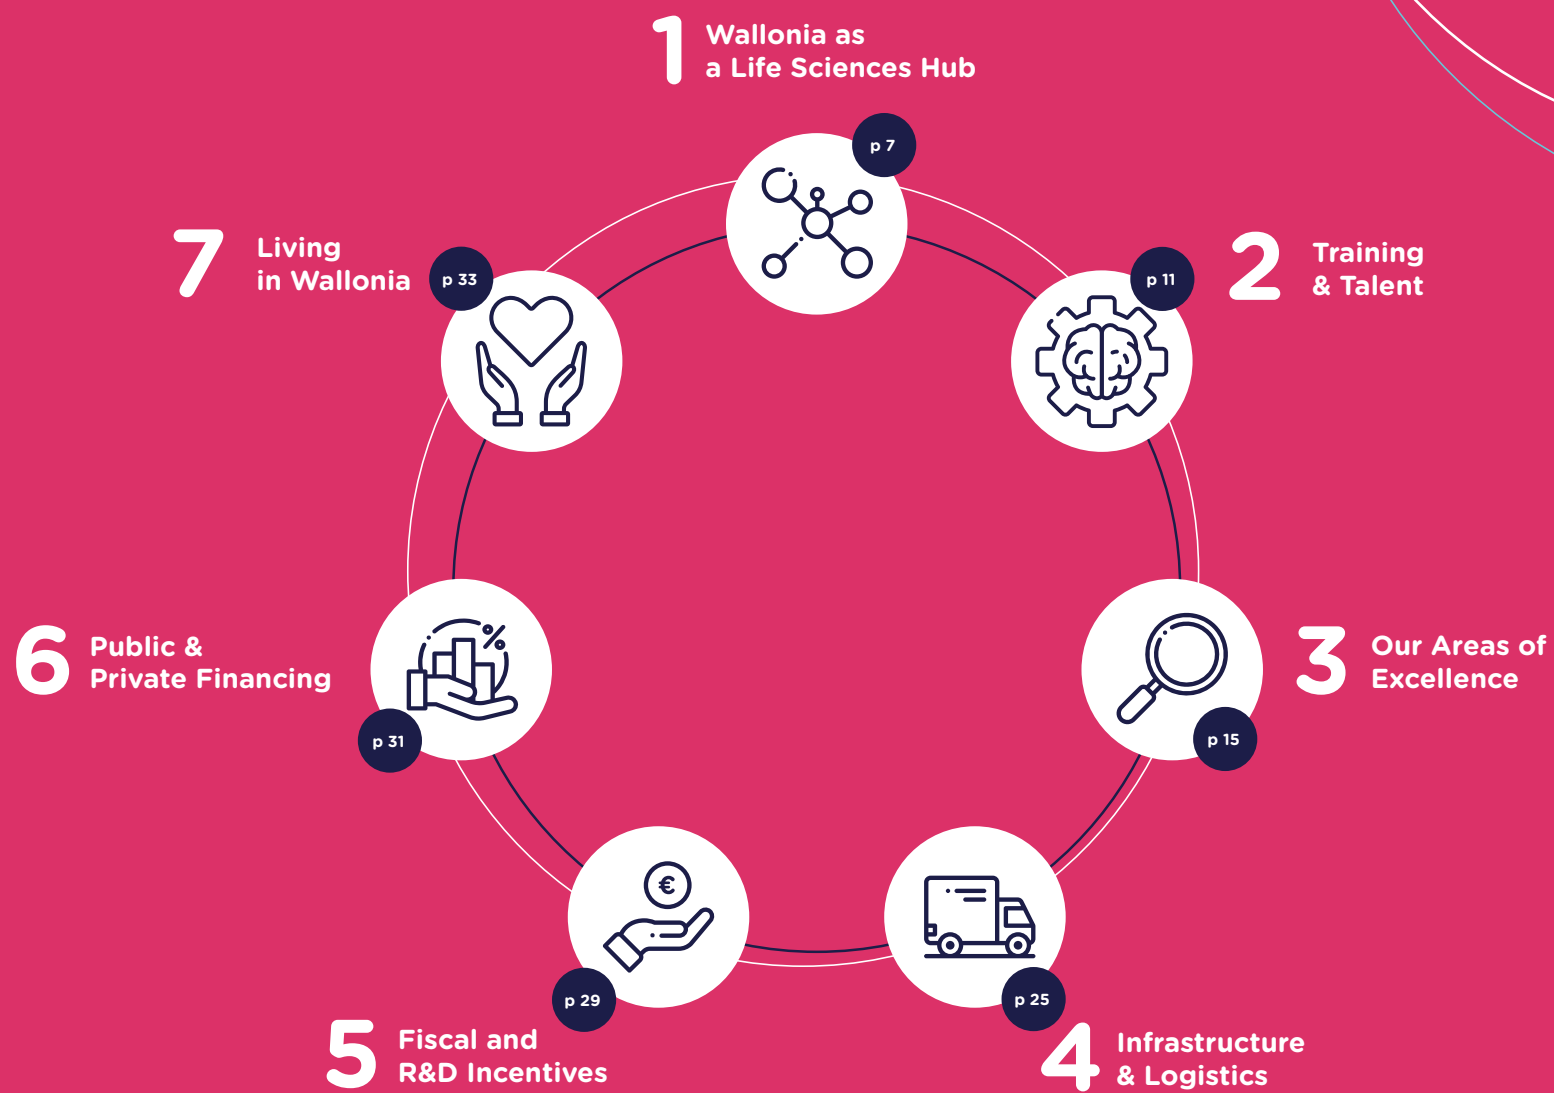 1
Wallonia as
a Life Sciences Hub
p 7
2
Training
& Talent
p 11
3
Our Areas of
Excellence
p 15
4
Infrastructure
& Logistics
p 25
5
Fiscal and
R&D Incentives
p 29
€
6
Public &
Private Financing
p 31
%
7
Living
in Wallonia
p 33